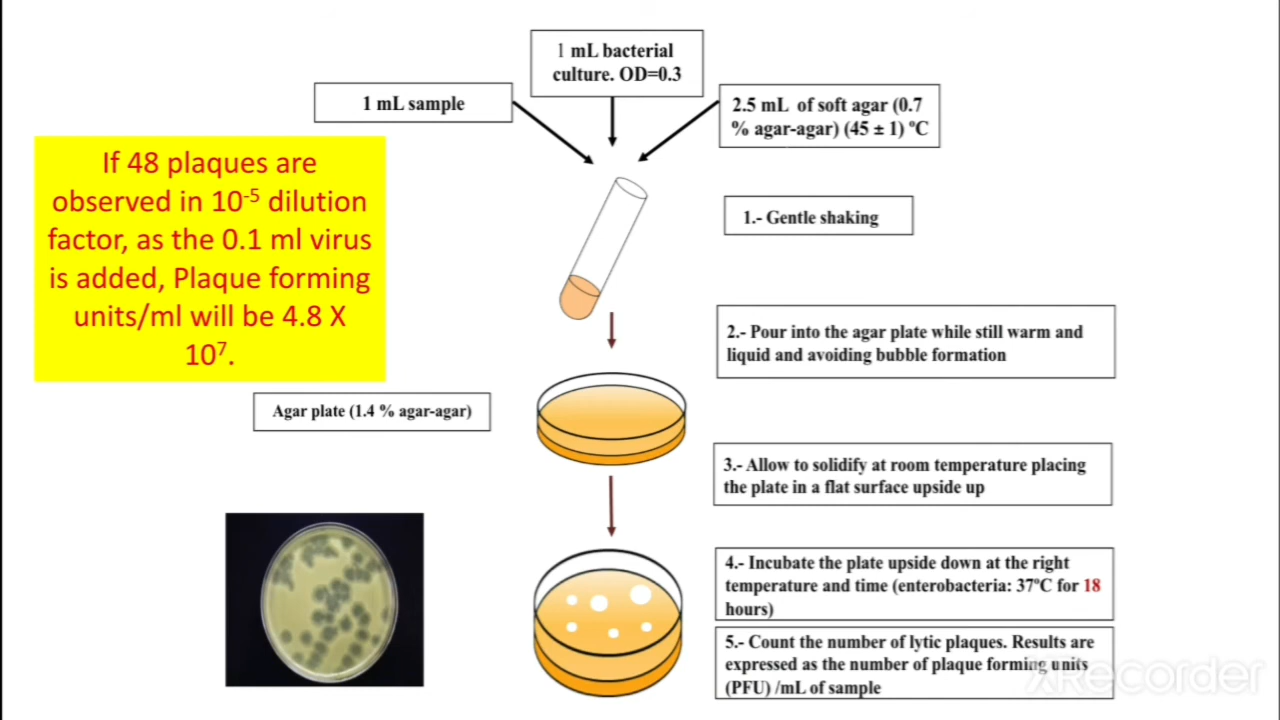 1 mL bacterial
culture. OD=0.3
1 mL sample
2.5 mL of soft agar (0.7
% agar-agar) (45 ± 1) ºC
If 48 plaques are
observed in 10⁻⁵ dilution
factor, as the 0.1 ml virus
is added, Plaque forming
units/ml will be 4.8 X
10⁷.
1.- Gentle shaking
2.- Pour into the agar plate while still warm and
liquid and avoiding bubble formation
Agar plate (1.4 % agar-agar)
3.- Allow to solidify at room temperature placing
the plate in a flat surface upside up
4.- Incubate the plate upside down at the right
temperature and time (enterobacteria: 37ºC for 18
hours)
5.- Count the number of lytic plaques. Results are
expressed as the number of plaque forming units
(PFU) /mL of sample
XRecorder